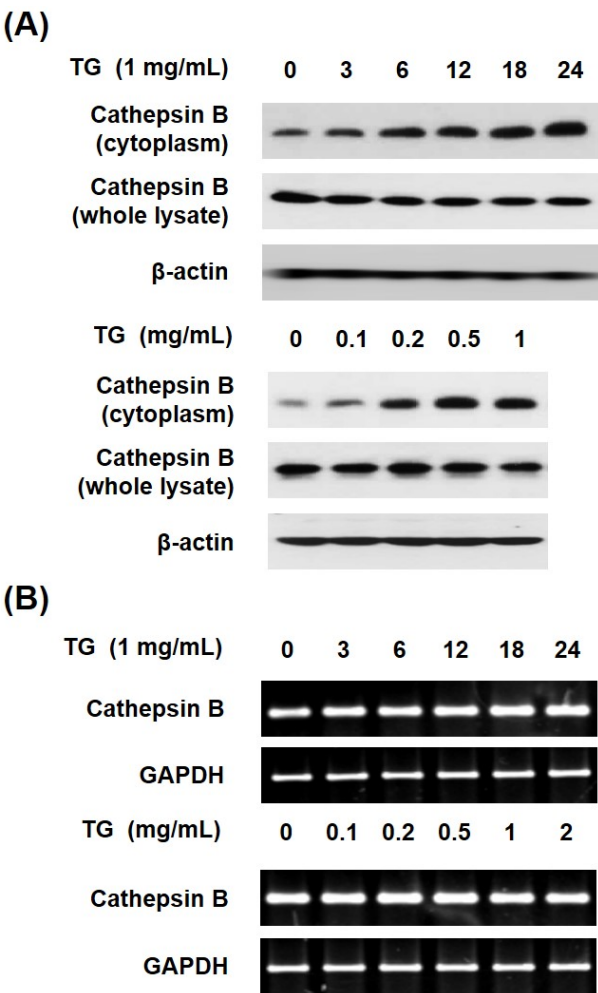 (A)
TG (1 mg/mL) 0 3 6 12 18 24
Cathepsin B
(cytoplasm)
Cathepsin B
(whole lysate)
β-actin
TG (mg/mL) 0 0.1 0.2 0.5 1
Cathepsin B
(cytoplasm)
Cathepsin B
(whole lysate)
β-actin
(B)
TG (1 mg/mL) 0 3 6 12 18 24
Cathepsin B
GAPDH
TG (mg/mL) 0 0.1 0.2 0.5 1 2
Cathepsin B
GAPDH